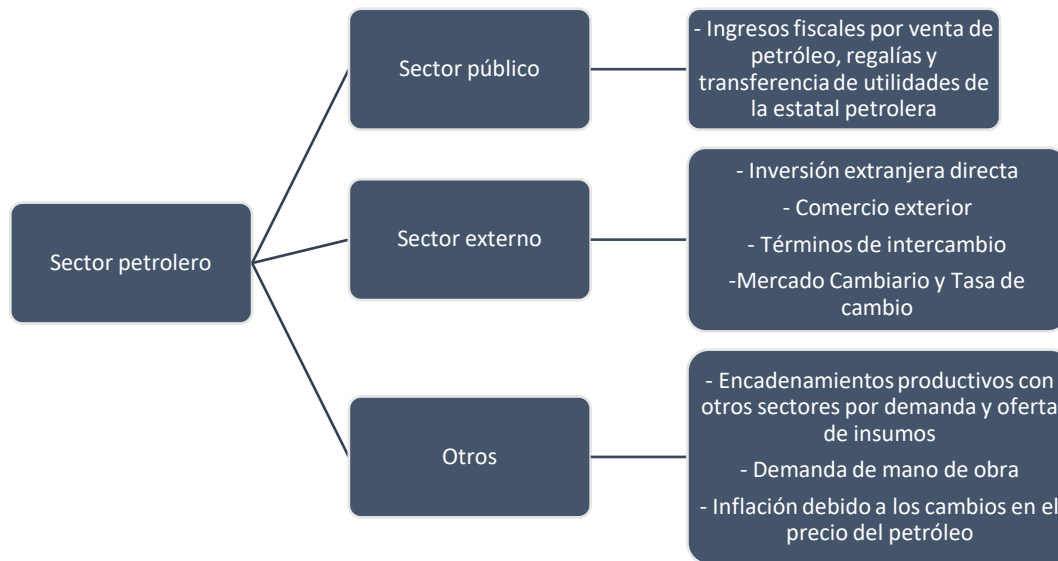 Sector petrolero
Sector público
- Ingresos fiscales por venta de
petróleo, regalías y
transferencia de utilidades de
la estatal petrolera
Sector externo
- Inversión extranjera directa
- Comercio exterior
- Términos de intercambio
-Mercado Cambiario y Tasa de
cambio
Otros
- Encadenamientos productivos con
otros sectores por demanda y oferta
de insumos
- Demanda de mano de obra
- Inflación debido a los cambios en el
precio del petróleo